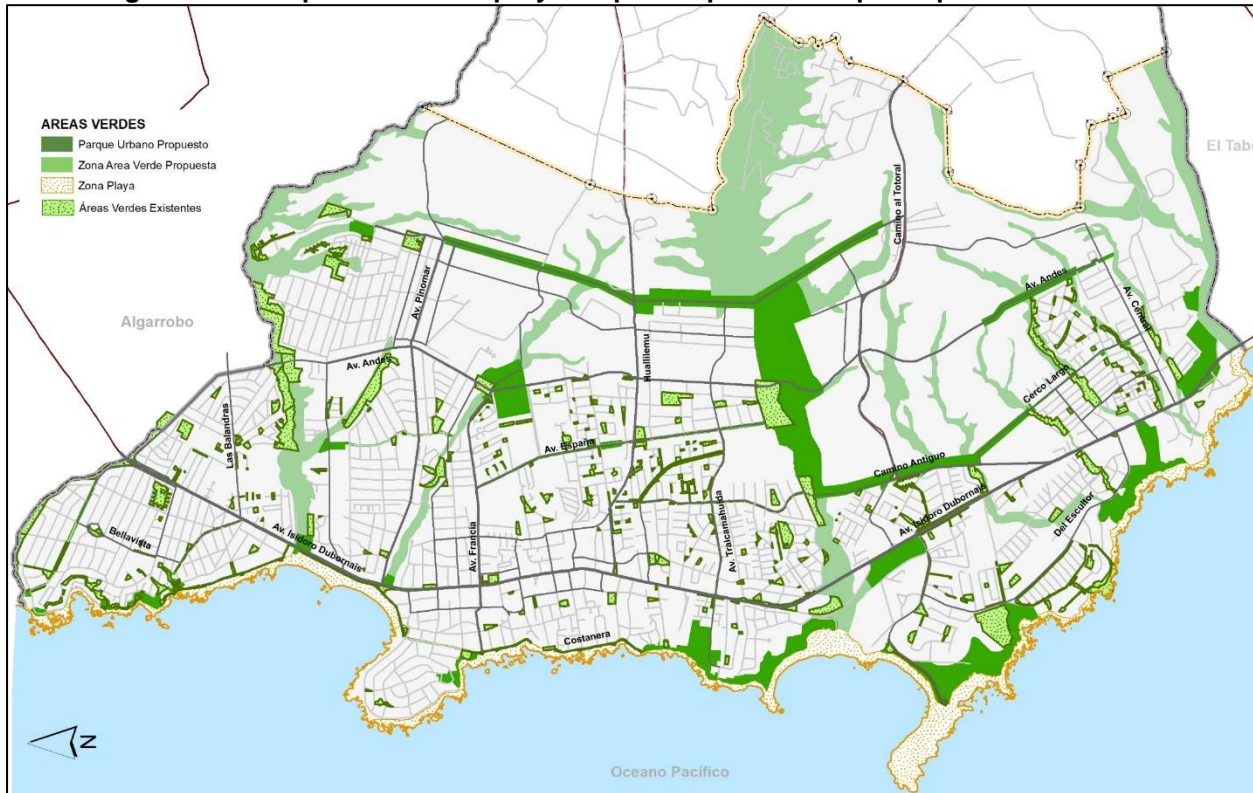 AREAS VERDES
Parque Urbano Propuesto
Zona Area Verde Propuesta
Zona Playa
Áreas Verdes Existentes
Algarrobo
El Tabo
Camino al Totoral
Av. Andes
Av. Central
Av. Pinomar
Huallilemu
Av. Andes
Cerco Largo
Las Balandras
Av. España
Camino Antiguo
Av. Isidoro Dubornais
Del Escultor
Bellavista
Av. Isidoro Dubornais
Av. Francia
Av. Tralcamahuida
Costanera
N
Oceano Pacífico